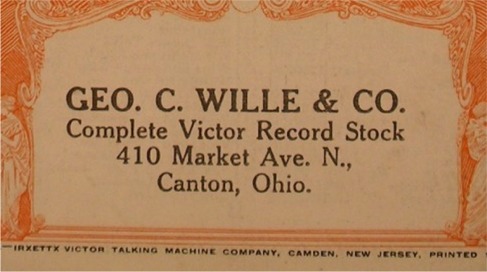 GEO. C. WILLE & CO.
Complete Victor Record Stock
410 Market Ave. N.,
Canton, Ohio.
—IRXETTX VICTOR TALKING MACHINE COMPANY, CAMDEN, NEW JERSEY, PRINTED